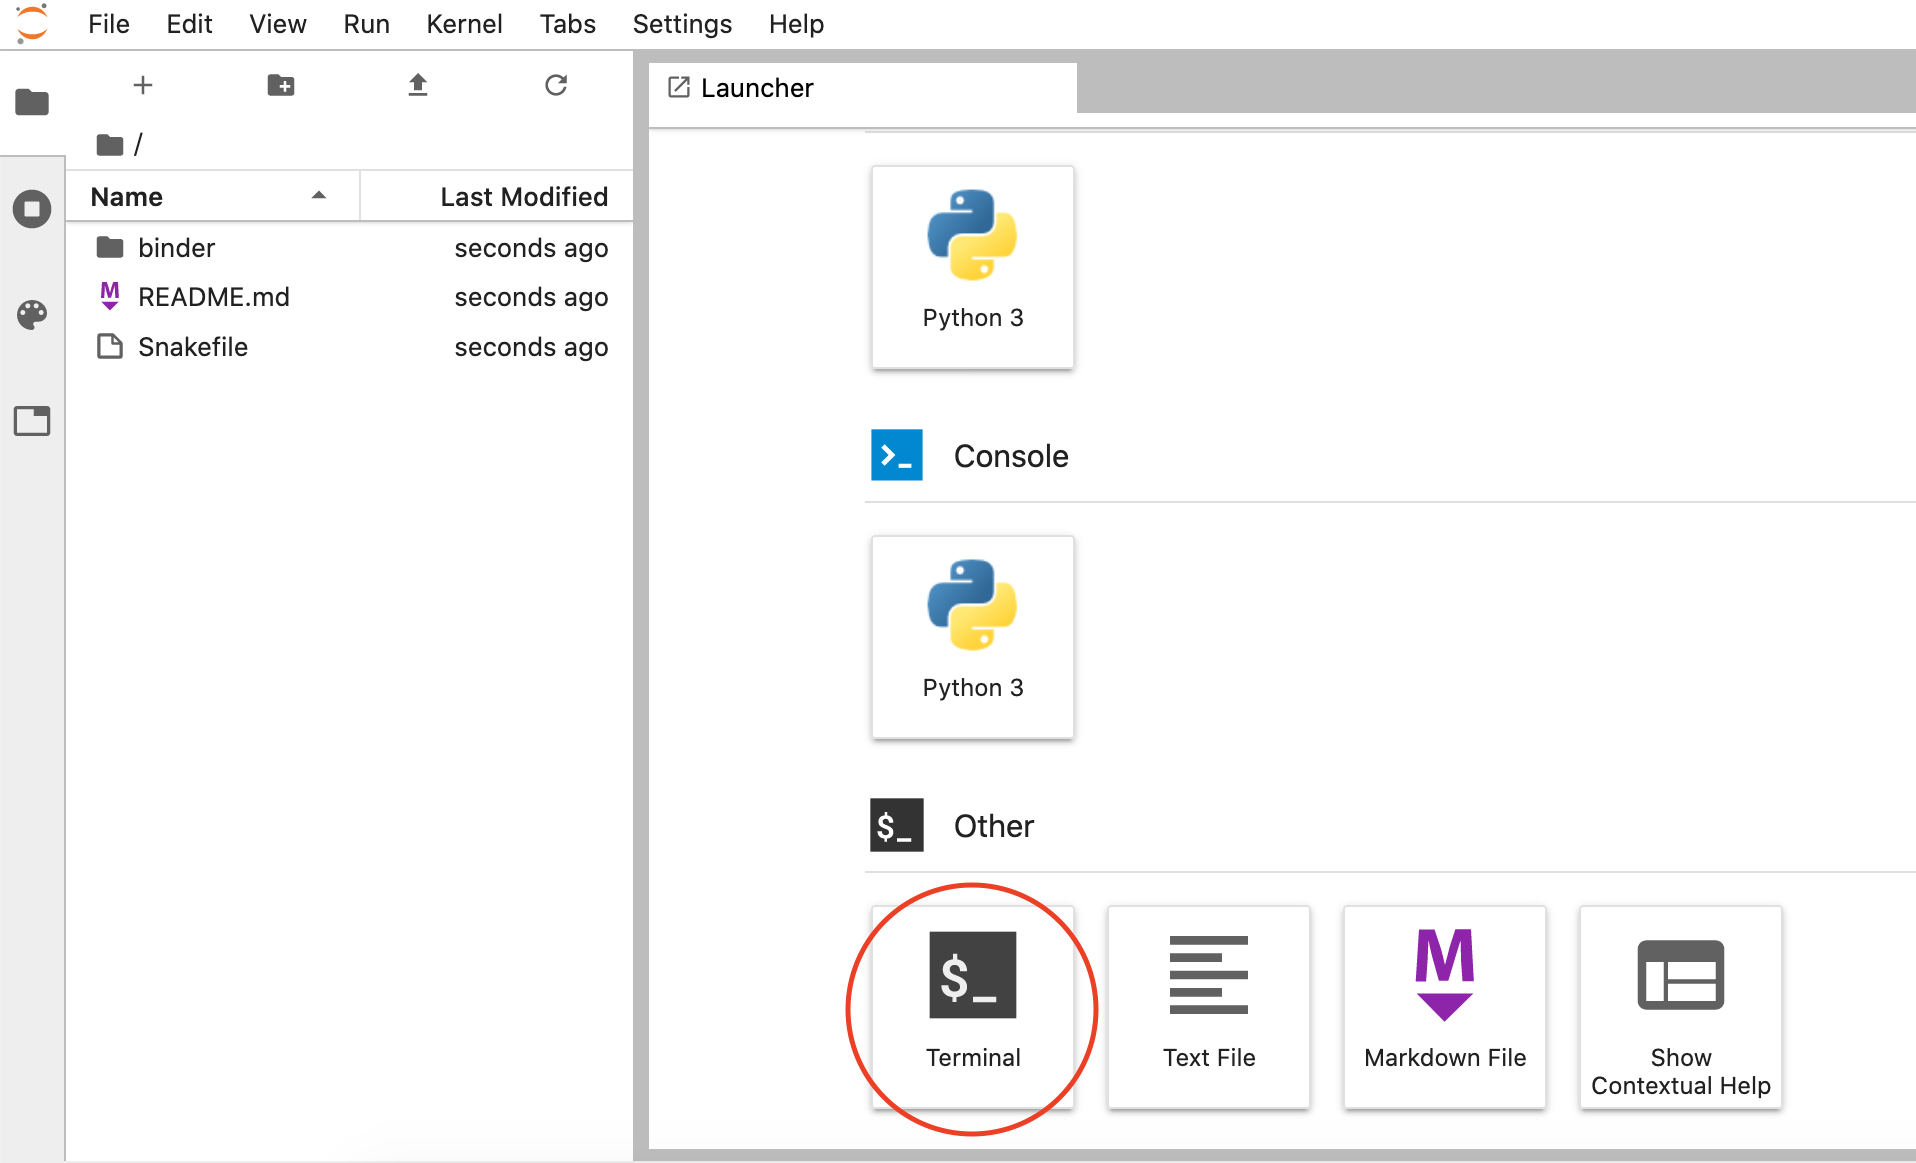 File Edit View Run Kernel Tabs Settings Help
/
Name Last Modified
binder seconds ago
README.md seconds ago
Snakefile seconds ago
Launcher
Python 3
Console
Python 3
$_ Other
$_
Terminal
Text File
M
Markdown File
Show
Contextual Help